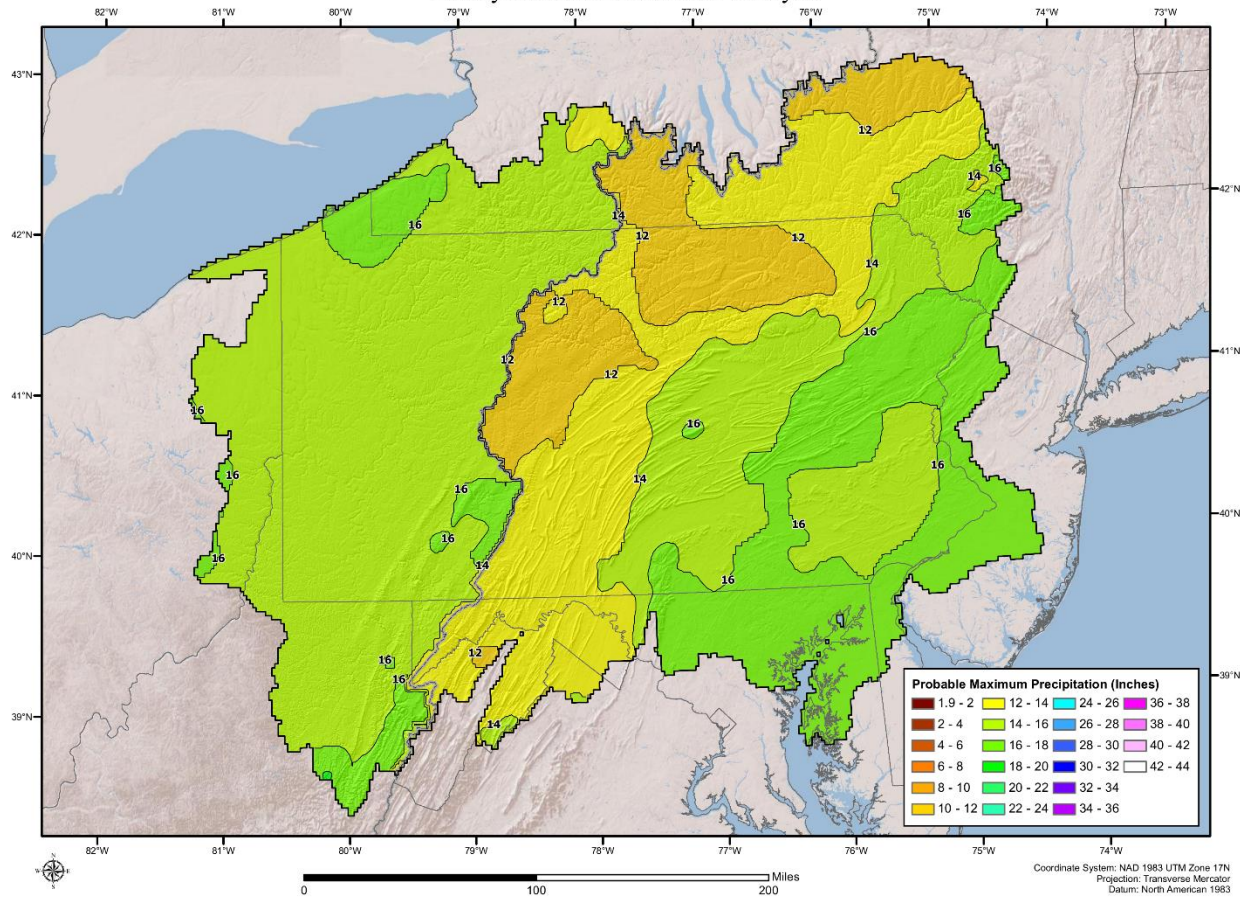 80°W 79°W 78°W 77°W 76°W
82°W 81°W 75°W 74°W 73°W
43°N 43°N
12
16
14
42°N 16 14 16 42°N
12 12
14
12
16
41°N 12 12 41°N
16
16
14 16
16 16
40°N 16 16 40°N
16 14 16
16 12
39°N 16 39°N
14
Probable Maximum Precipitation (Inches)
1.9 - 2 12 - 14 24 - 26 36 - 38
2 - 4 14 - 16 26 - 28 38 - 40
4 - 6 16 - 18 28 - 30 40 - 42
6 - 8 18 - 20 30 - 32 42 - 44
8 - 10 20 - 22 32 - 34
10 - 12 22 - 24 34 - 36
82°W 81°W 80°W 79°W 78°W 77°W 76°W 75°W 74°W
N
W E
S
Miles
0 100 200
Coordinate System: NAD 1983 UTM Zone 17N
Projection: Transverse Mercator
Datum: North American 1983